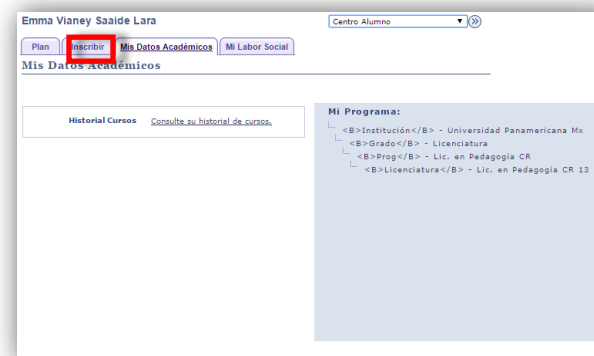 Emma Vianey Saaide Lara
Centro Alumno
Plan Inscribir Mis Datos Académicos Mi Labor Social
Mis Datos Académicos
Historial Cursos Consulte su historial de cursos.
Mi Programa:
<B>Institución</B> - Universidad Panamericana Mx
<B>Grado</B> - Licenciatura
<B>Prog</B> - Lic. en Pedagogía CR
<B>Licenciatura</B> - Lic. en Pedagogía CR 13